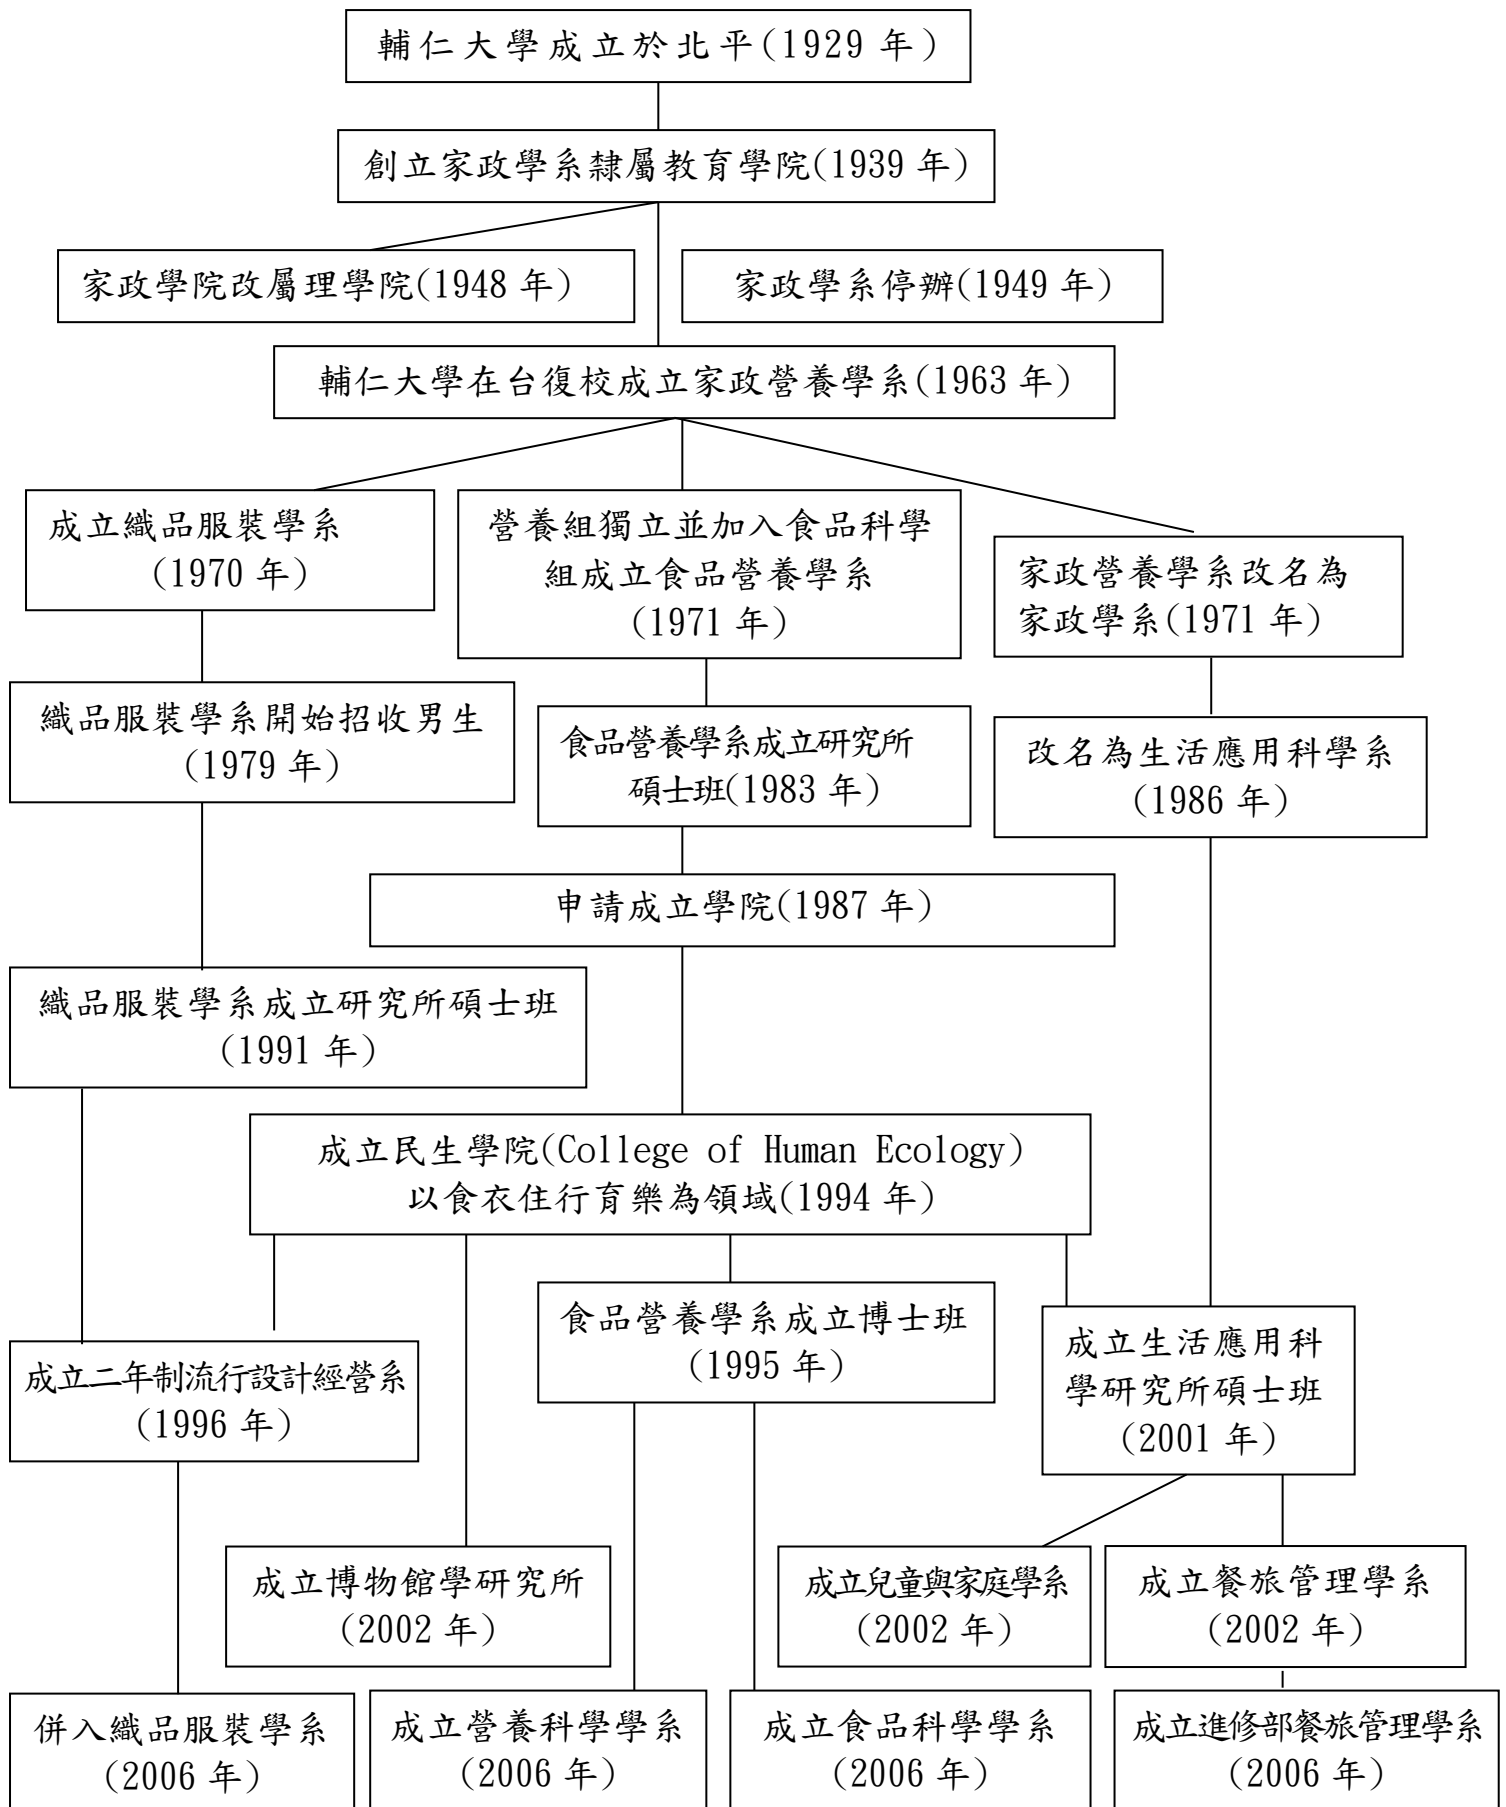 輔仁大學成立於北平(1929 年)
創立家政學系隸屬教育學院(1939 年)
家政學院改屬理學院(1948 年)
家政學系停辦(1949 年)
輔仁大學在台復校成立家政營養學系(1963 年)
成立織品服裝學系
(1970 年)
營養組獨立並加入食品科學
組成立食品營養學系
(1971 年)
家政營養學系改名為
家政學系(1971 年)
織品服裝學系開始招收男生
(1979 年)
食品營養學系成立研究所
碩士班(1983 年)
改名為生活應用科學系
(1986 年)
申請成立學院(1987 年)
織品服裝學系成立研究所碩士班
(1991 年)
成立民生學院(College of Human Ecology)
以食衣住行育樂為領域(1994 年)
食品營養學系成立博士班
(1995 年)
成立二年制流行設計經營系
(1996 年)
成立生活應用科
學研究所碩士班
(2001 年)
成立博物館學研究所
(2002 年)
成立兒童與家庭學系
(2002 年)
成立餐旅管理學系
(2002 年)
併入織品服裝學系
(2006 年)
成立營養科學學系
(2006 年)
成立食品科學學系
(2006 年)
成立進修部餐旅管理學系
(2006 年)